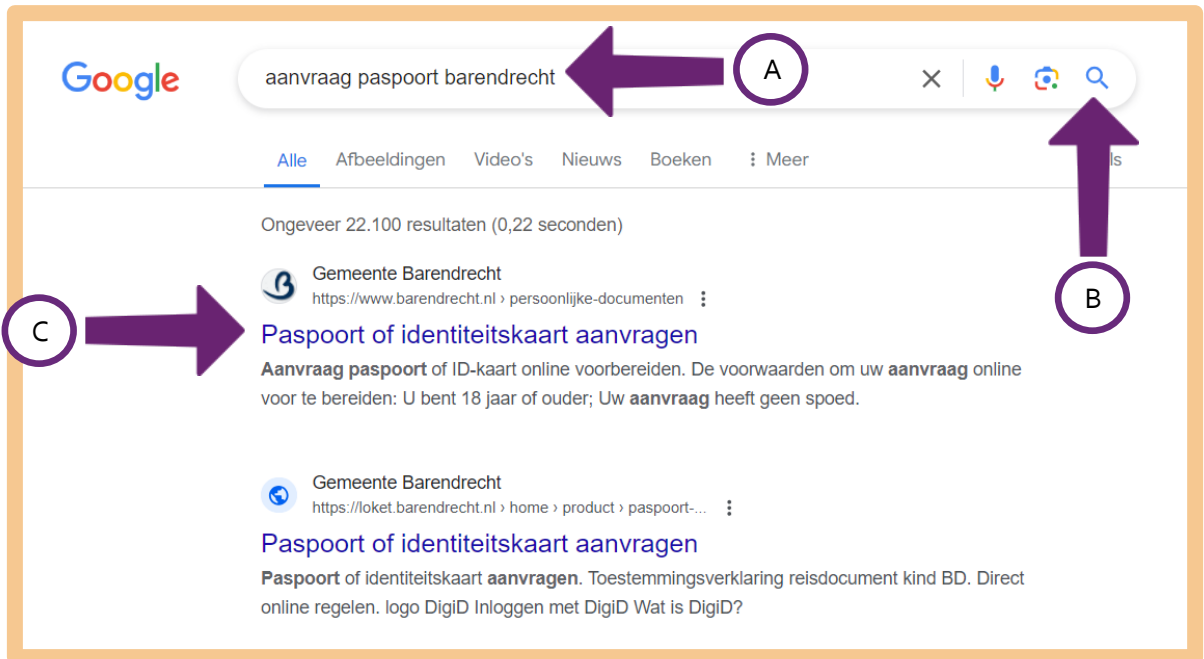 Google
aanvraag paspoort barendrecht
A
Alle Afbeeldingen Video's Nieuws Boeken Meer
B
Ongeveer 22.100 resultaten (0,22 seconden)
Gemeente Barendrecht
https://www.barendrecht.nl › persoonlijke-documenten
C
Paspoort of identiteitskaart aanvragen
Aanvraag paspoort of ID-kaart online voorbereiden. De voorwaarden om uw aanvraag online
voor te bereiden: U bent 18 jaar of ouder; Uw aanvraag heeft geen spoed.
Gemeente Barendrecht
https://loket.barendrecht.nl › home › product › paspoort-...
Paspoort of identiteitskaart aanvragen
Paspoort of identiteitskaart aanvragen. Toestemmingsverklaring reisdocument kind BD. Direct
online regelen. logo DigiD Inloggen met DigiD Wat is DigiD?